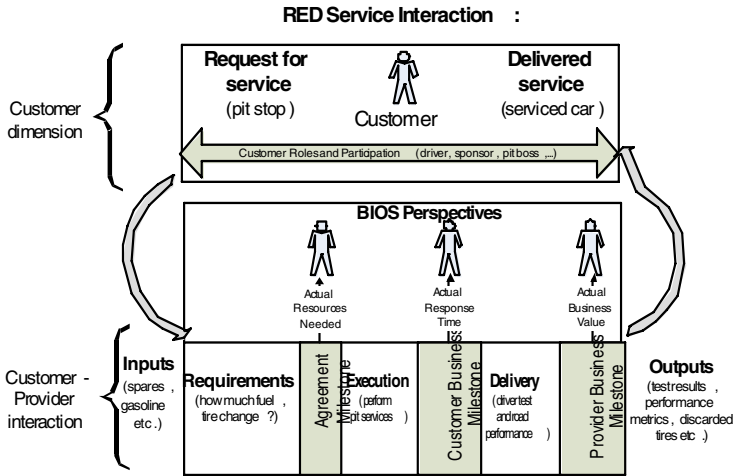 RED Service Interaction :
Request for
service
(pit stop )
Delivered
service
(serviced car )
Customer
Customer
dimension
Customer Roles and Participation (driver, sponsor , pit boss ,...)
BIOS Perspectives
Actual
Resources
Needed
Actual
Response
Time
Actual
Business
Value
Customer -
Provider
interaction
Inputs
(spares ,
gasoline
etc .)
Requirements
(how much fuel ,
tire change ?)
Agreement
Milestone
Execution
(perform
pit services )
Customer Business
Milestone
Delivery
(diver test
and road
performance )
Provider Business
Milestone
Outputs
(test results ,
performance
metrics , discarded
tires etc .)